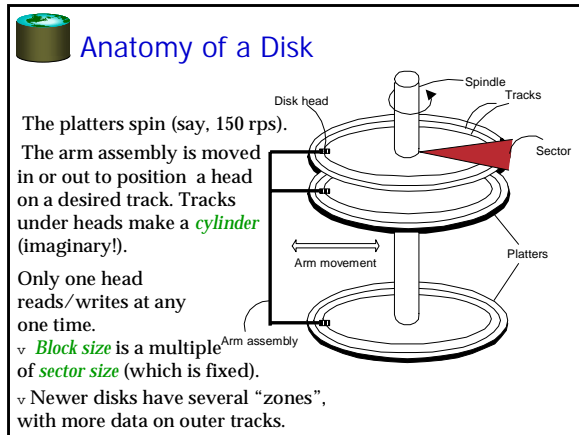 Anatomy of a Disk
Spindle
Tracks
Disk head
Sector
The platters spin (say, 150 rps).
The arm assembly is moved
in or out to position a head
on a desired track. Tracks
under heads make a cylinder
(imaginary!).
Arm movement
Platters
Only one head
reads/writes at any
one time.
Arm assembly
v Block size is a multiple
of sector size (which is fixed).
v Newer disks have several “zones”,
with more data on outer tracks.